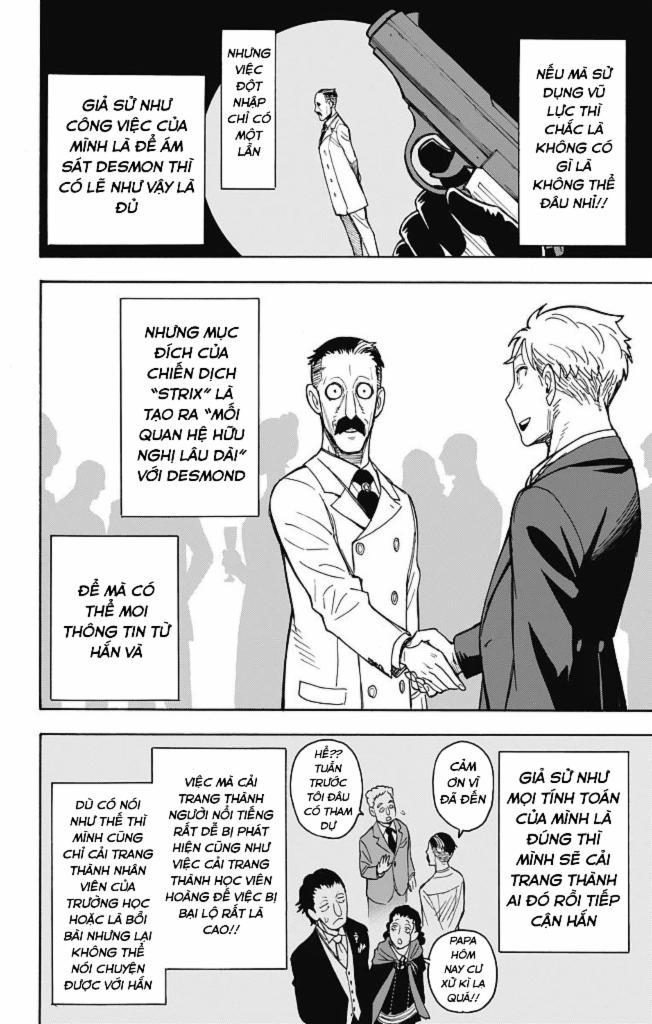 NẾU MÀ SỬ
DỤNG VŨ
LỰC THÌ
CHẮC LÀ
KHÔNG CÓ
GÌ LÀ
KHÔNG THỂ
ĐÂU NHỈ!!
NHƯNG
VIỆC
ĐỘT
NHẬP
CHỈ CÓ
MỘT
LẦN
GIẢ SỬ NHƯ
CÔNG VIỆC CỦA
MÌNH LÀ ĐỂ ÁM
SÁT DESMON THÌ
CÓ LẼ NHƯ VẬY LÀ
ĐỦ
NHƯNG MỤC
ĐÍCH CỦA
CHIẾN DỊCH
"STRIX" LÀ
TẠO RA "MỐI
QUAN HỆ HỮU
NGHỊ LÂU DÀI"
VỚI DESMOND
ĐỂ MÀ CÓ
THỂ MOI
THÔNG TIN TỪ
HẮN VÀ
GIẢ SỬ NHƯ
MỌI TÍNH TOÁN
CỦA MÌNH LÀ
ĐÚNG THÌ
MÌNH SẼ CẢI
TRANG THÀNH
AI ĐÓ RỒI TIẾP
CẬN HẮN
CẢM
ƠN VÌ
ĐÃ ĐẾN
HỂ??
TUẦN
TRƯỚC
TÔI ĐÂU
CÓ THAM
DỰ
PAPA
HÔM
NAY CƯ
XỬ KÌ LẠ
QUÁ!!
VIỆC MÀ CẢI
TRANG THÀNH
NGƯỜI NỔI TIẾNG
RẤT DỄ BỊ PHÁT
HIỆN CŨNG NHƯ
VIỆC CẢI TRANG
THÀNH HỌC VIÊN
HOÀNG ĐẾ VIỆC BỊ
BẠI LỘ RẤT LÀ
CAO!!
DÙ CÓ NÓI
NHƯ THẾ THÌ
MÌNH CŨNG
CHỈ CẢI TRANG
THÀNH NHÂN
VIÊN CỦA
TRƯỜNG HỌC
HOẶC LÀ BỒI
BÀI NHƯNG LẠI
KHÔNG THỂ
NÓI CHUYỆN
ĐƯỢC VỚI HẮN